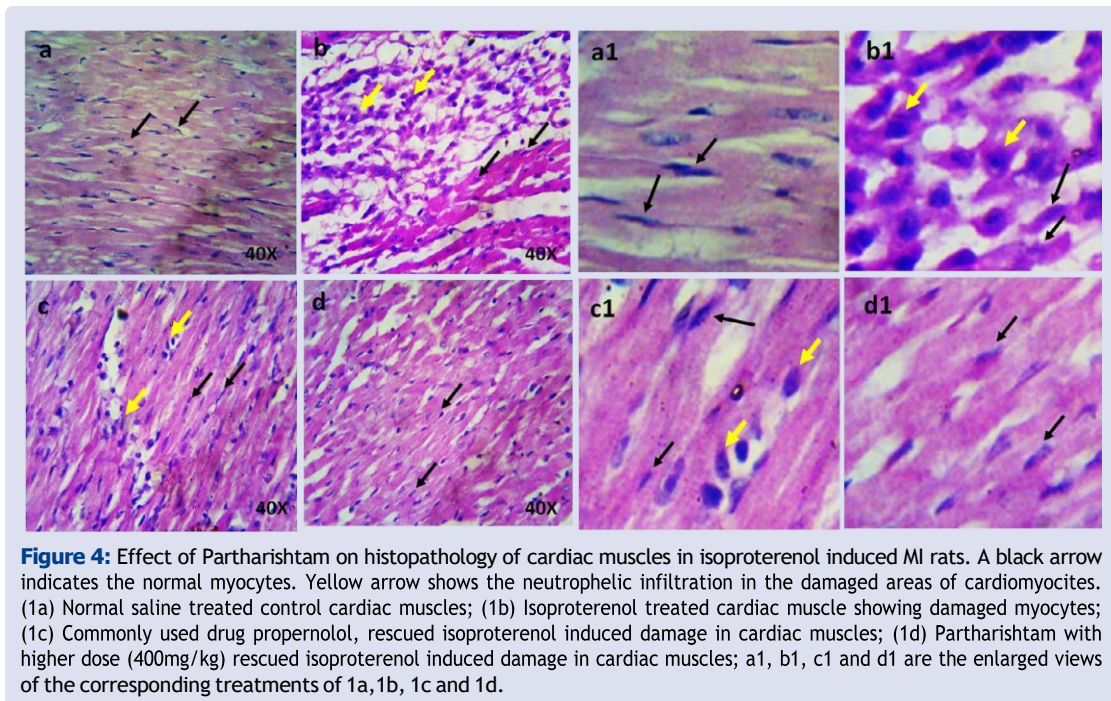 a
b
a1
b1
40X
40X
c
d
c1
d1
40X
40X
Figure 4: Effect of Partharishtam on histopathology of cardiac muscles in isoproterenol induced MI rats. A black arrow
indicates the normal myocytes. Yellow arrow shows the neutrophelic infiltration in the damaged areas of cardiomyocites.
(1a) Normal saline treated control cardiac muscles; (1b) Isoproterenol treated cardiac muscle showing damaged myocytes;
(1c) Commonly used drug propernolol, rescued isoproterenol induced damage in cardiac muscles; (1d) Partharishtam with
higher dose (400mg/kg) rescued isoproterenol induced damage in cardiac muscles; a1, b1, c1 and d1 are the enlarged views
of the corresponding treatments of 1a,1b, 1c and 1d.